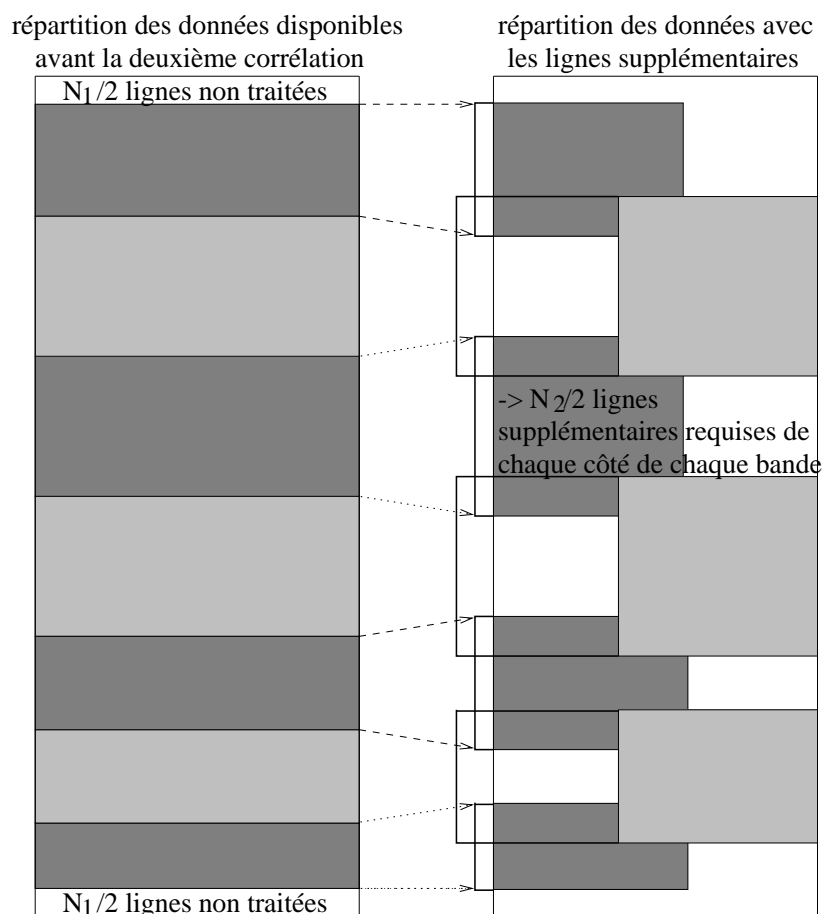 répartition des données disponibles
avant la deuxième corrélation
répartition des données avec
les lignes supplémentaires
N1/2 lignes non traitées
-> N2/2 lignes
supplémentaires requises de
chaque côté de chaque bande
N1/2 lignes non traitées